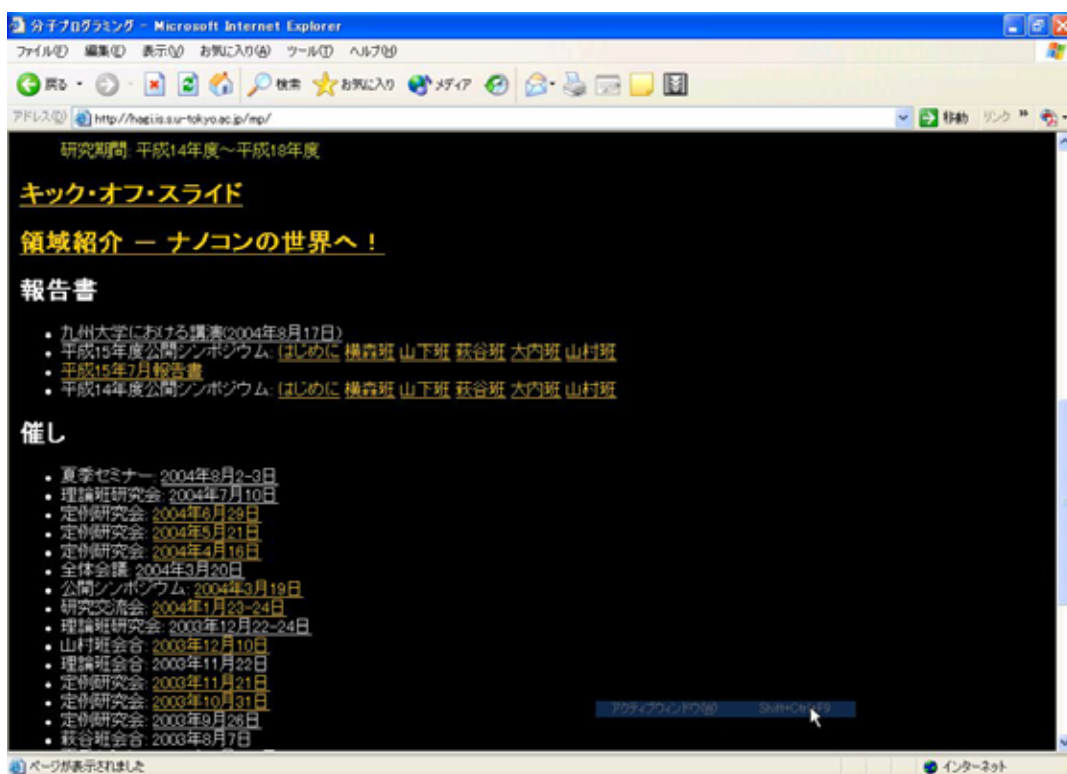 分子プログラミング - Microsoft Internet Explorer
ファイル(F) 編集(E) 表示(V) お気に入り(A) ツール(T) ヘルプ(H)
戻る 検索 お気に入り メディア
アドレス(D) http://hagi.is.s.u-tokyo.ac.jp/mp/ 移動 リンク »
研究期間: 平成14年度～平成18年度
キック・オフ・スライド
領域紹介 ― ナノコンの世界へ！
報告書
九州大学における講演(2004年8月17日)
平成15年度公開シンポジウム: はじめに 横森班 山下班 萩谷班 大内班 山村班
平成15年7月報告書
平成14年度公開シンポジウム: はじめに 横森班 山下班 萩谷班 大内班 山村班
催し
夏季セミナー: 2004年8月2-3日
理論班研究会: 2004年7月10日
定例研究会: 2004年6月29日
定例研究会: 2004年5月21日
定例研究会: 2004年4月16日
全体会議: 2004年3月20日
公開シンポジウム: 2004年3月19日
研究交流会: 2004年1月23-24日
理論班研究会: 2003年12月22-24日
山村班会合: 2003年12月10日
理論班会合: 2003年11月22日
定例研究会: 2003年11月21日
定例研究会: 2003年10月31日
定例研究会: 2003年9月26日
萩谷班会合: 2003年8月7日
アクティブウィンドウ(W) Shift+Ctrl+F9
ページが表示されました インターネット